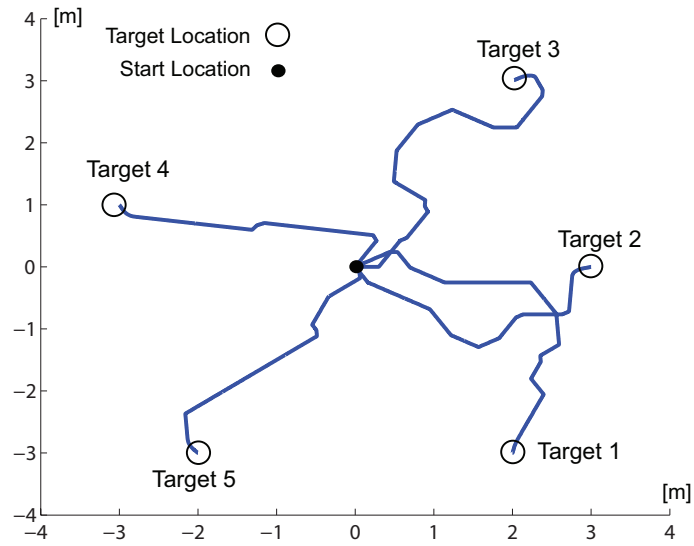 4 [m]
Target Location
Start Location
3
2
1
0
−1
−2
−3
−4
Target 3
Target 4
Target 2
Target 1
Target 5
[m]
−4 −3 −2 −1 0 1 2 3 4